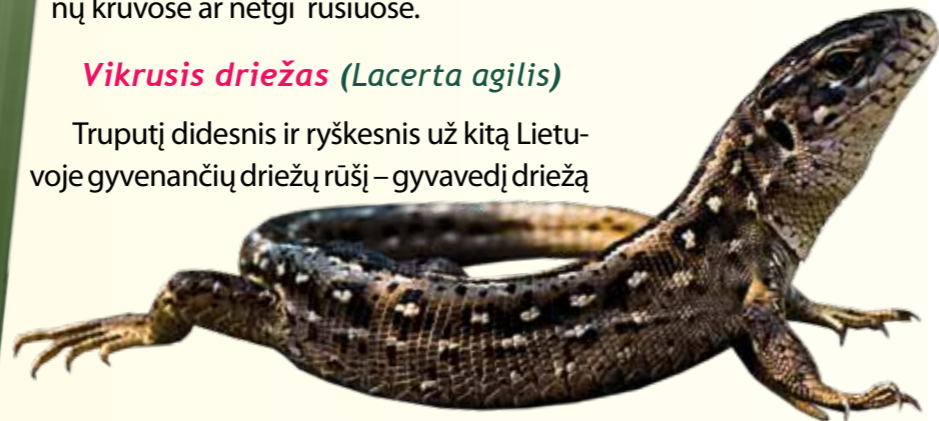 nų krūvose ar netgi rūsiuose.
Vikrusis driežas (Lacerta agilis)
Truputį didesnis ir ryškesnis už kitą Lietu-
voje gyvenančių driežų rūšį – gyvavedį driežą